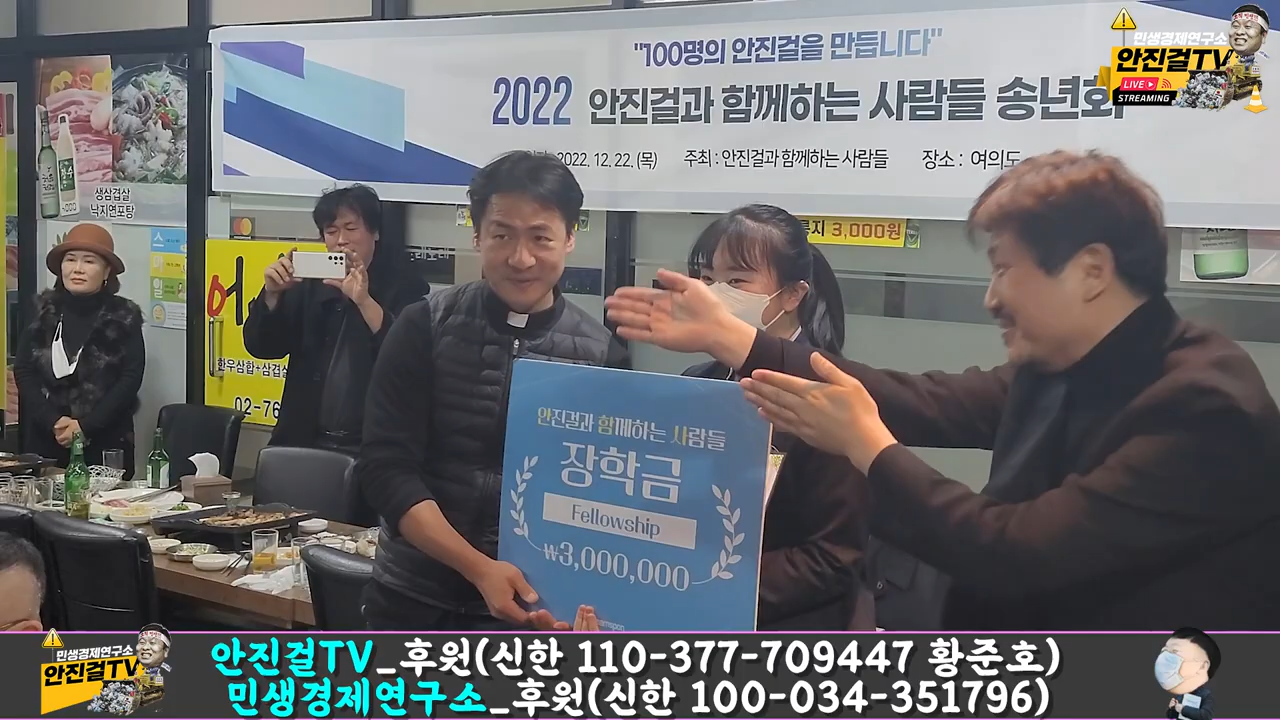 "100명의 안진걸을 만듭니다"
2022 안진걸과 함께하는 사람들 송년회
2022. 12. 22. (목) 주최 : 안진걸과 함께하는 사람들 장소 : 여의도
민생경제연구소
안진걸TV
LIVE
STREAMING
생삼겹살
낙지연포탕
스
마
일
3,000원
02-76
안진걸과 함께하는 사람들
장학금
Fellowship
₩3,000,000
민생경제연구소
안진걸TV
안진걸TV_후원(신한 110-377-709447 황준호)
민생경제연구소_후원(신한 100-034-351796)